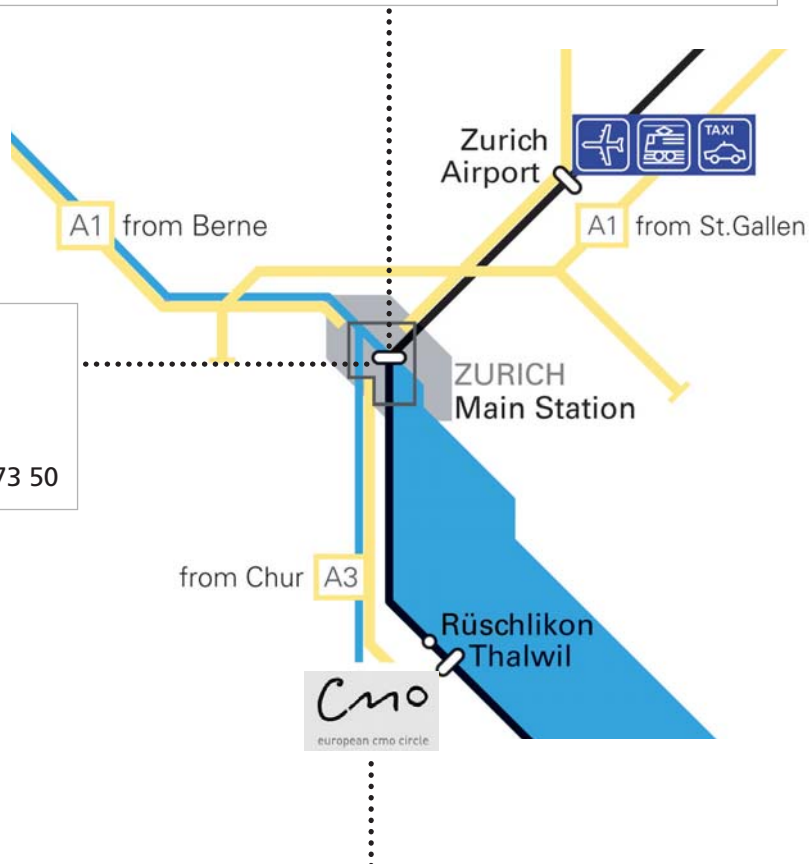 TAXI
Zurich
Airport
A1 from Berne
A1 from St.Gallen
ZURICH
Main Station
73 50
from Chur A3
Rüschlikon
Thalwil
cmo
european cmo circle